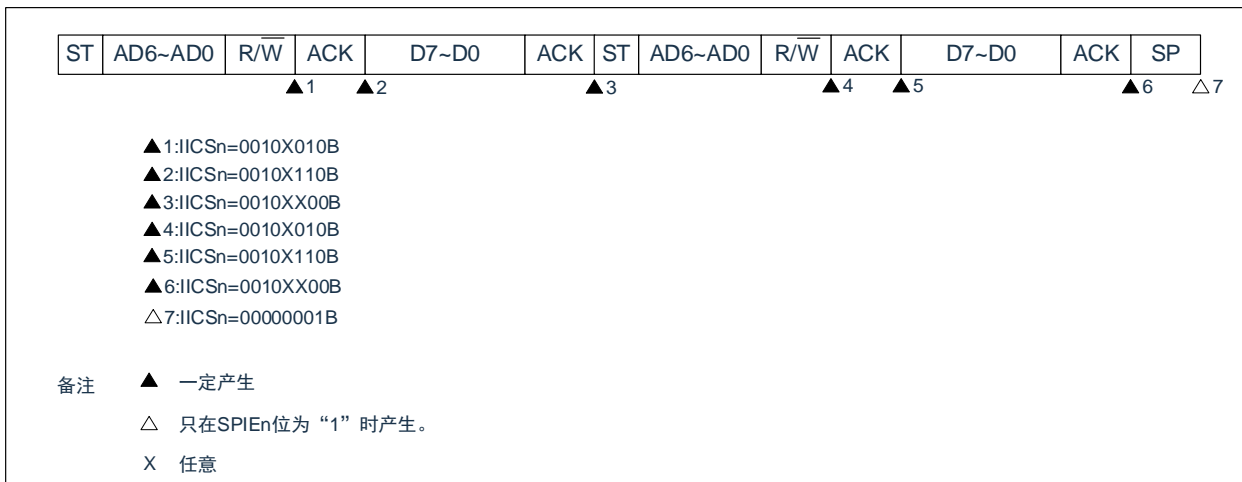 ST AD6~AD0 R/W̅ ACK D7~D0 ACK ST AD6~AD0 R/W̅ ACK D7~D0 ACK SP
▲1 ▲2 ▲3 ▲4 ▲5 ▲6 △7
▲1:IICSn=0010X010B
▲2:IICSn=0010X110B
▲3:IICSn=0010XX00B
▲4:IICSn=0010X010B
▲5:IICSn=0010X110B
▲6:IICSn=0010XX00B
△7:IICSn=00000001B
备注 ▲ 一定产生
△ 只在SPIEn位为“1”时产生。
X 任意